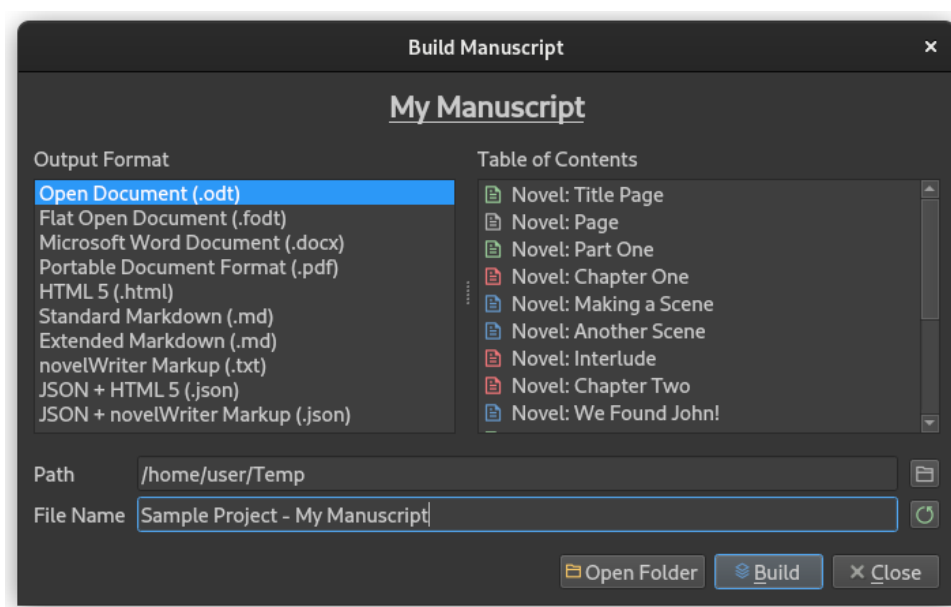 Build Manuscript
My Manuscript
Output Format
Open Document (.odt)
Flat Open Document (.fodt)
Microsoft Word Document (.docx)
Portable Document Format (.pdf)
HTML 5 (.html)
Standard Markdown (.md)
Extended Markdown (.md)
novelWriter Markup (.txt)
JSON + HTML 5 (.json)
JSON + novelWriter Markup (.json)
Table of Contents
Novel: Title Page
Novel: Page
Novel: Part One
Novel: Chapter One
Novel: Making a Scene
Novel: Another Scene
Novel: Interlude
Novel: Chapter Two
Novel: We Found John!
Path /home/user/Temp
File Name Sample Project - My Manuscript
Open Folder Build Close